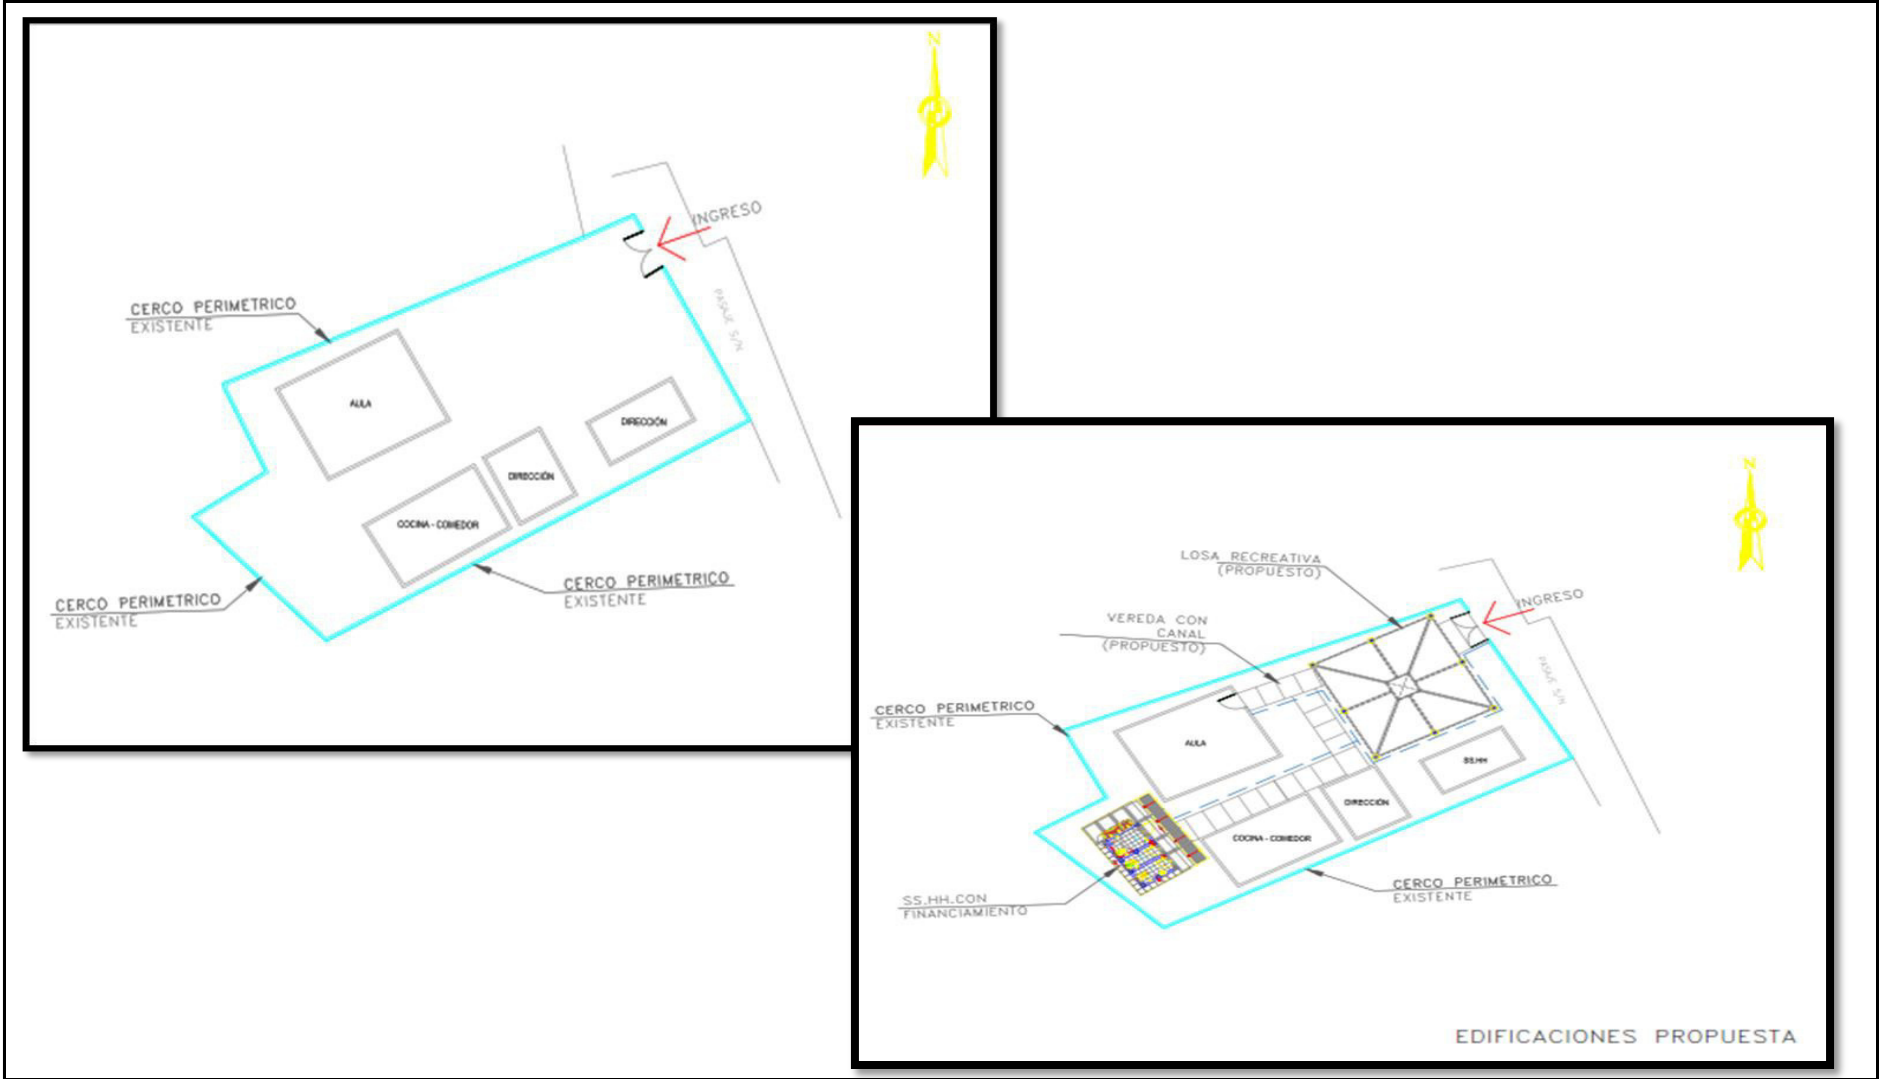 N
INGRESO
PASAJE S/N
CERCO PERIMETRICO
EXISTENTE
AULA
DIRECCIÓN
DIRECCIÓN
COCINA - COMEDOR
CERCO PERIMETRICO
EXISTENTE
CERCO PERIMETRICO
EXISTENTE
N
LOSA RECREATIVA
(PROPUESTO)
INGRESO
VEREDA CON
CANAL
(PROPUESTO)
PASAJE S/N
CERCO PERIMETRICO
EXISTENTE
AULA
SS.HH
DIRECCIÓN
COCINA - COMEDOR
CERCO PERIMETRICO
EXISTENTE
SS.HH.CON
FINANCIAMIENTO
EDIFICACIONES PROPUESTA